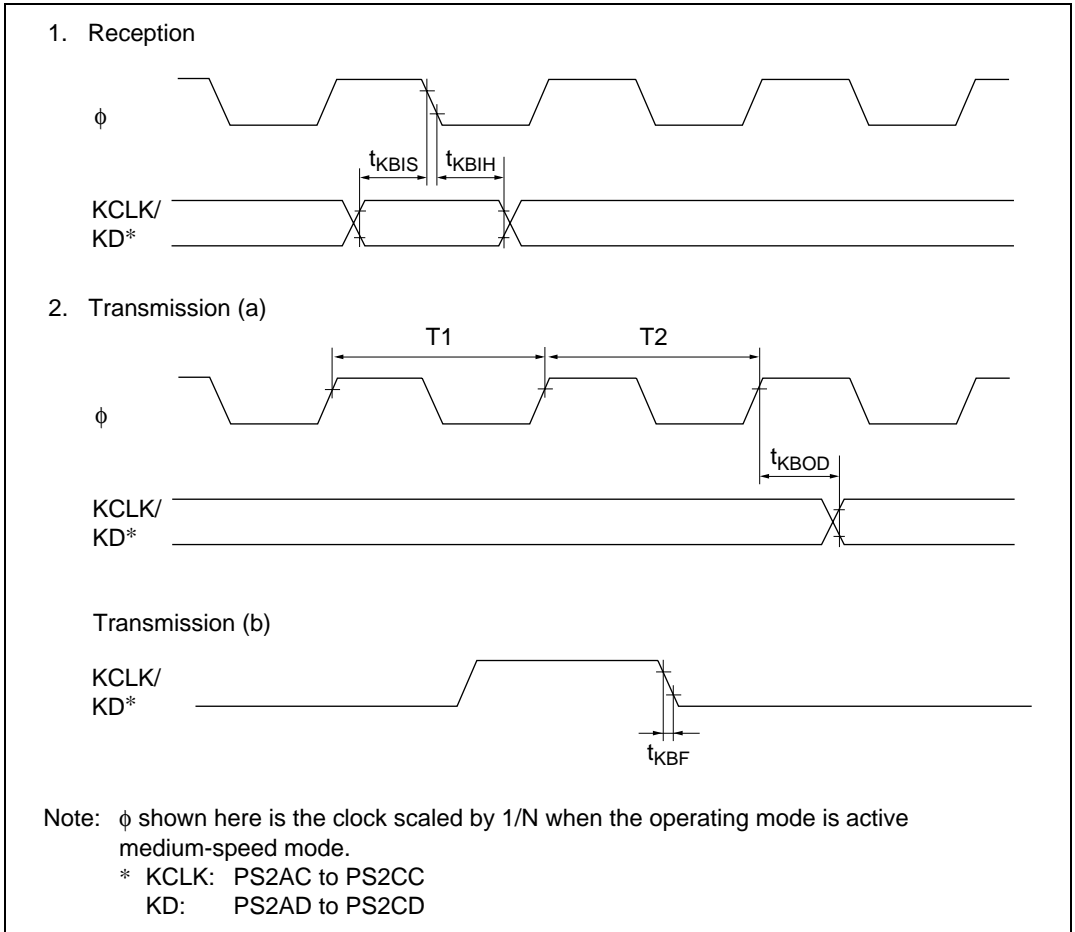 1. Reception
ϕ
tKBIS tKBIH
KCLK/
KD*
2. Transmission (a)
T1 T2
ϕ
tKBOD
KCLK/
KD*
Transmission (b)
KCLK/
KD*
tKBF
Note: ϕ shown here is the clock scaled by 1/N when the operating mode is active
medium-speed mode.
* KCLK: PS2AC to PS2CC
KD: PS2AD to PS2CD